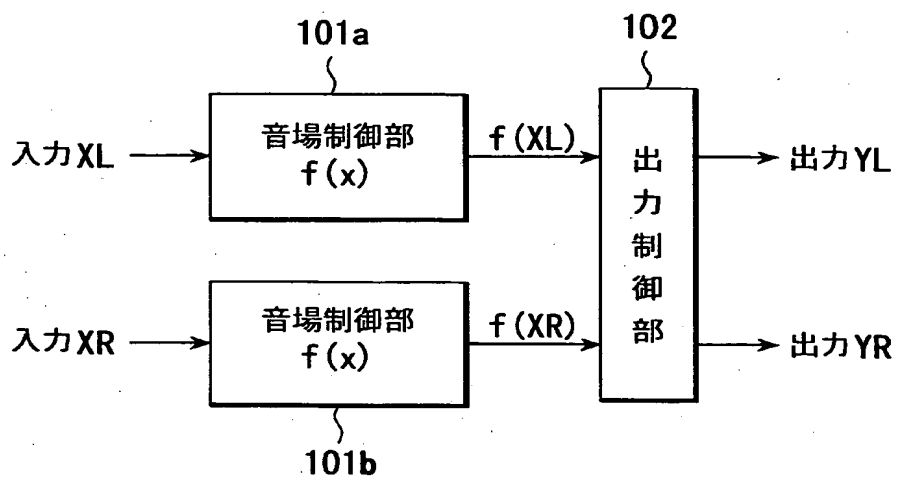 101a
102
入力XL
音場制御部
f(x)
f(XL)
出力制御部
出力YL
入力XR
音場制御部
f(x)
f(XR)
出力YR
101b